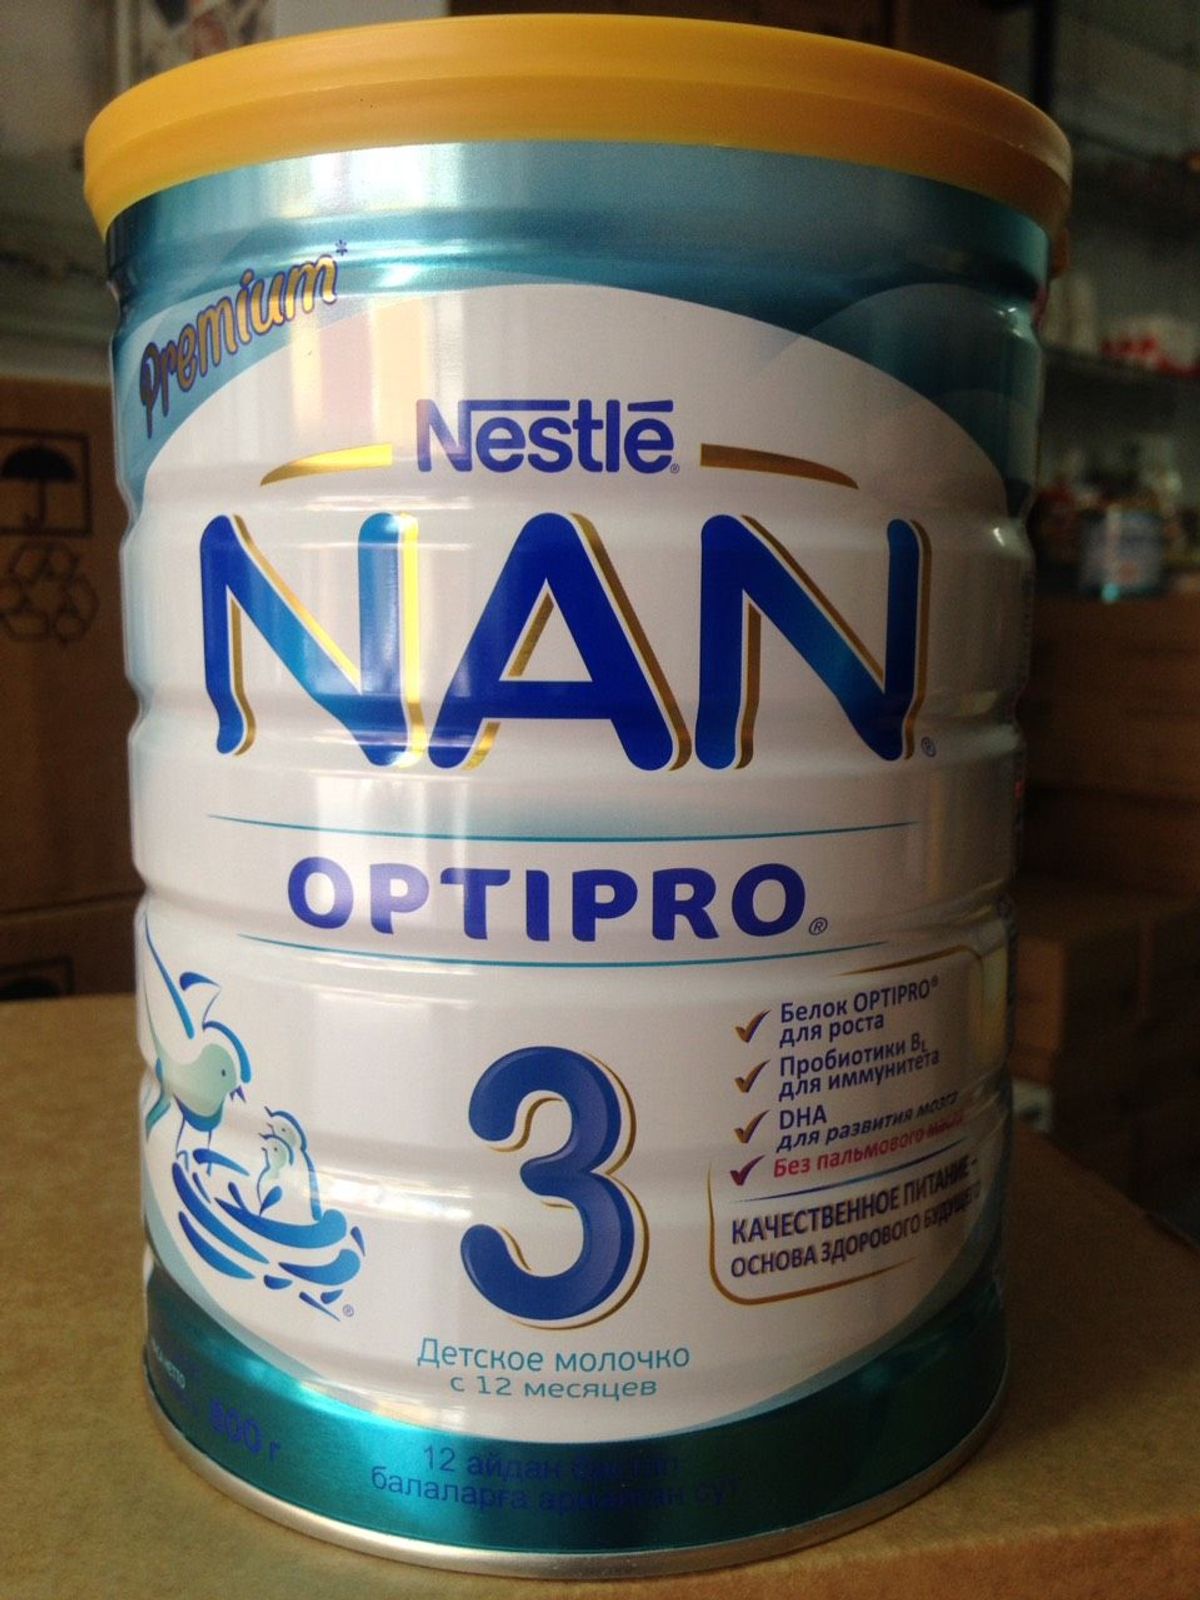 Premium*
Nestlé®
NAN®
OPTIPRO®
Белок OPTIPRO®
для роста
Пробиотики BL
для иммунитета
DHA
для развития мозга
Без пальмового масла
КАЧЕСТВЕННОЕ ПИТАНИЕ –
ОСНОВА ЗДОРОВОГО БУДУЩЕГО
3
®
Детское молочко
с 12 месяцев
800 г
12 айдан
балаларға арналған сүт